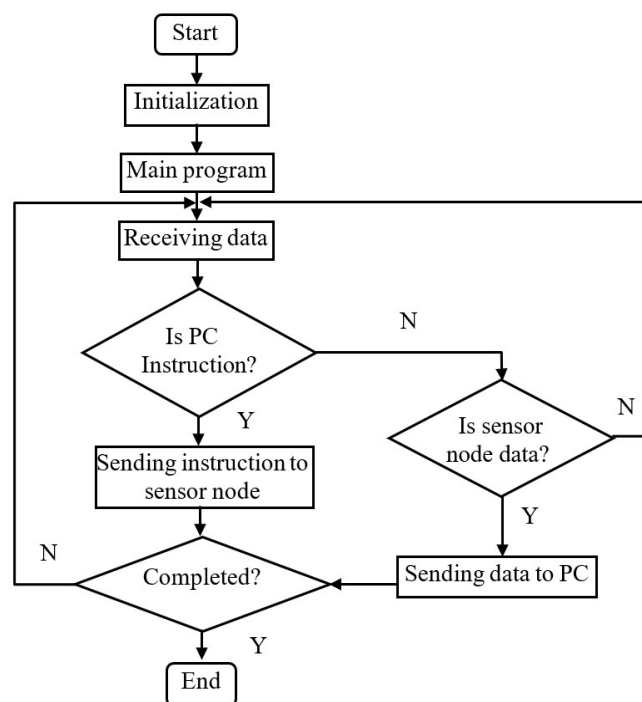 Start
Initialization
Main program
Receiving data
Is PC
Instruction?
N
Y
Is sensor
node data?
N
Y
Sending instruction to
sensor node
Sending data to PC
Completed?
N
Y
End